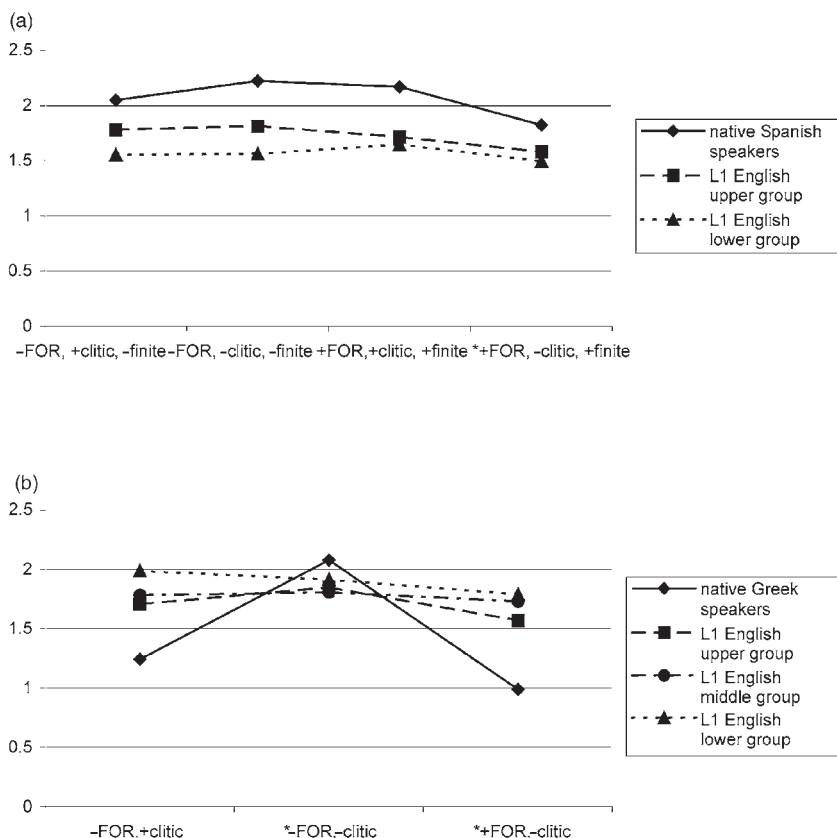 (a)
2.5
2
1.5
1
0.5
0
–FOR, +clitic, –finite –FOR, –clitic, –finite +FOR,+clitic, +finite *+FOR, –clitic, +finite
native Spanish
speakers
L1 English
upper group
L1 English
lower group
(b)
2.5
2
1.5
1
0.5
0
–FOR,+clitic *–FOR,–clitic *+FOR,–clitic
native Greek
speakers
L1 English
upper group
L1 English
middle group
L1 English
lower group